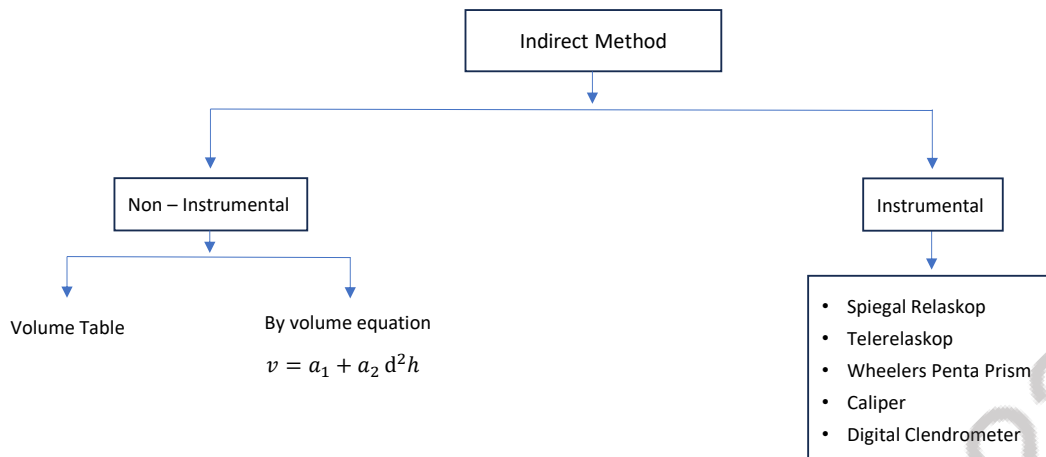 Indirect Method
Non – Instrumental
Instrumental
Volume Table
By volume equation
v = a₁ + a₂ d²h
• Spiegal Relaskop
• Telerelaskop
• Wheelers Penta Prism
• Caliper
• Digital Clendrometer